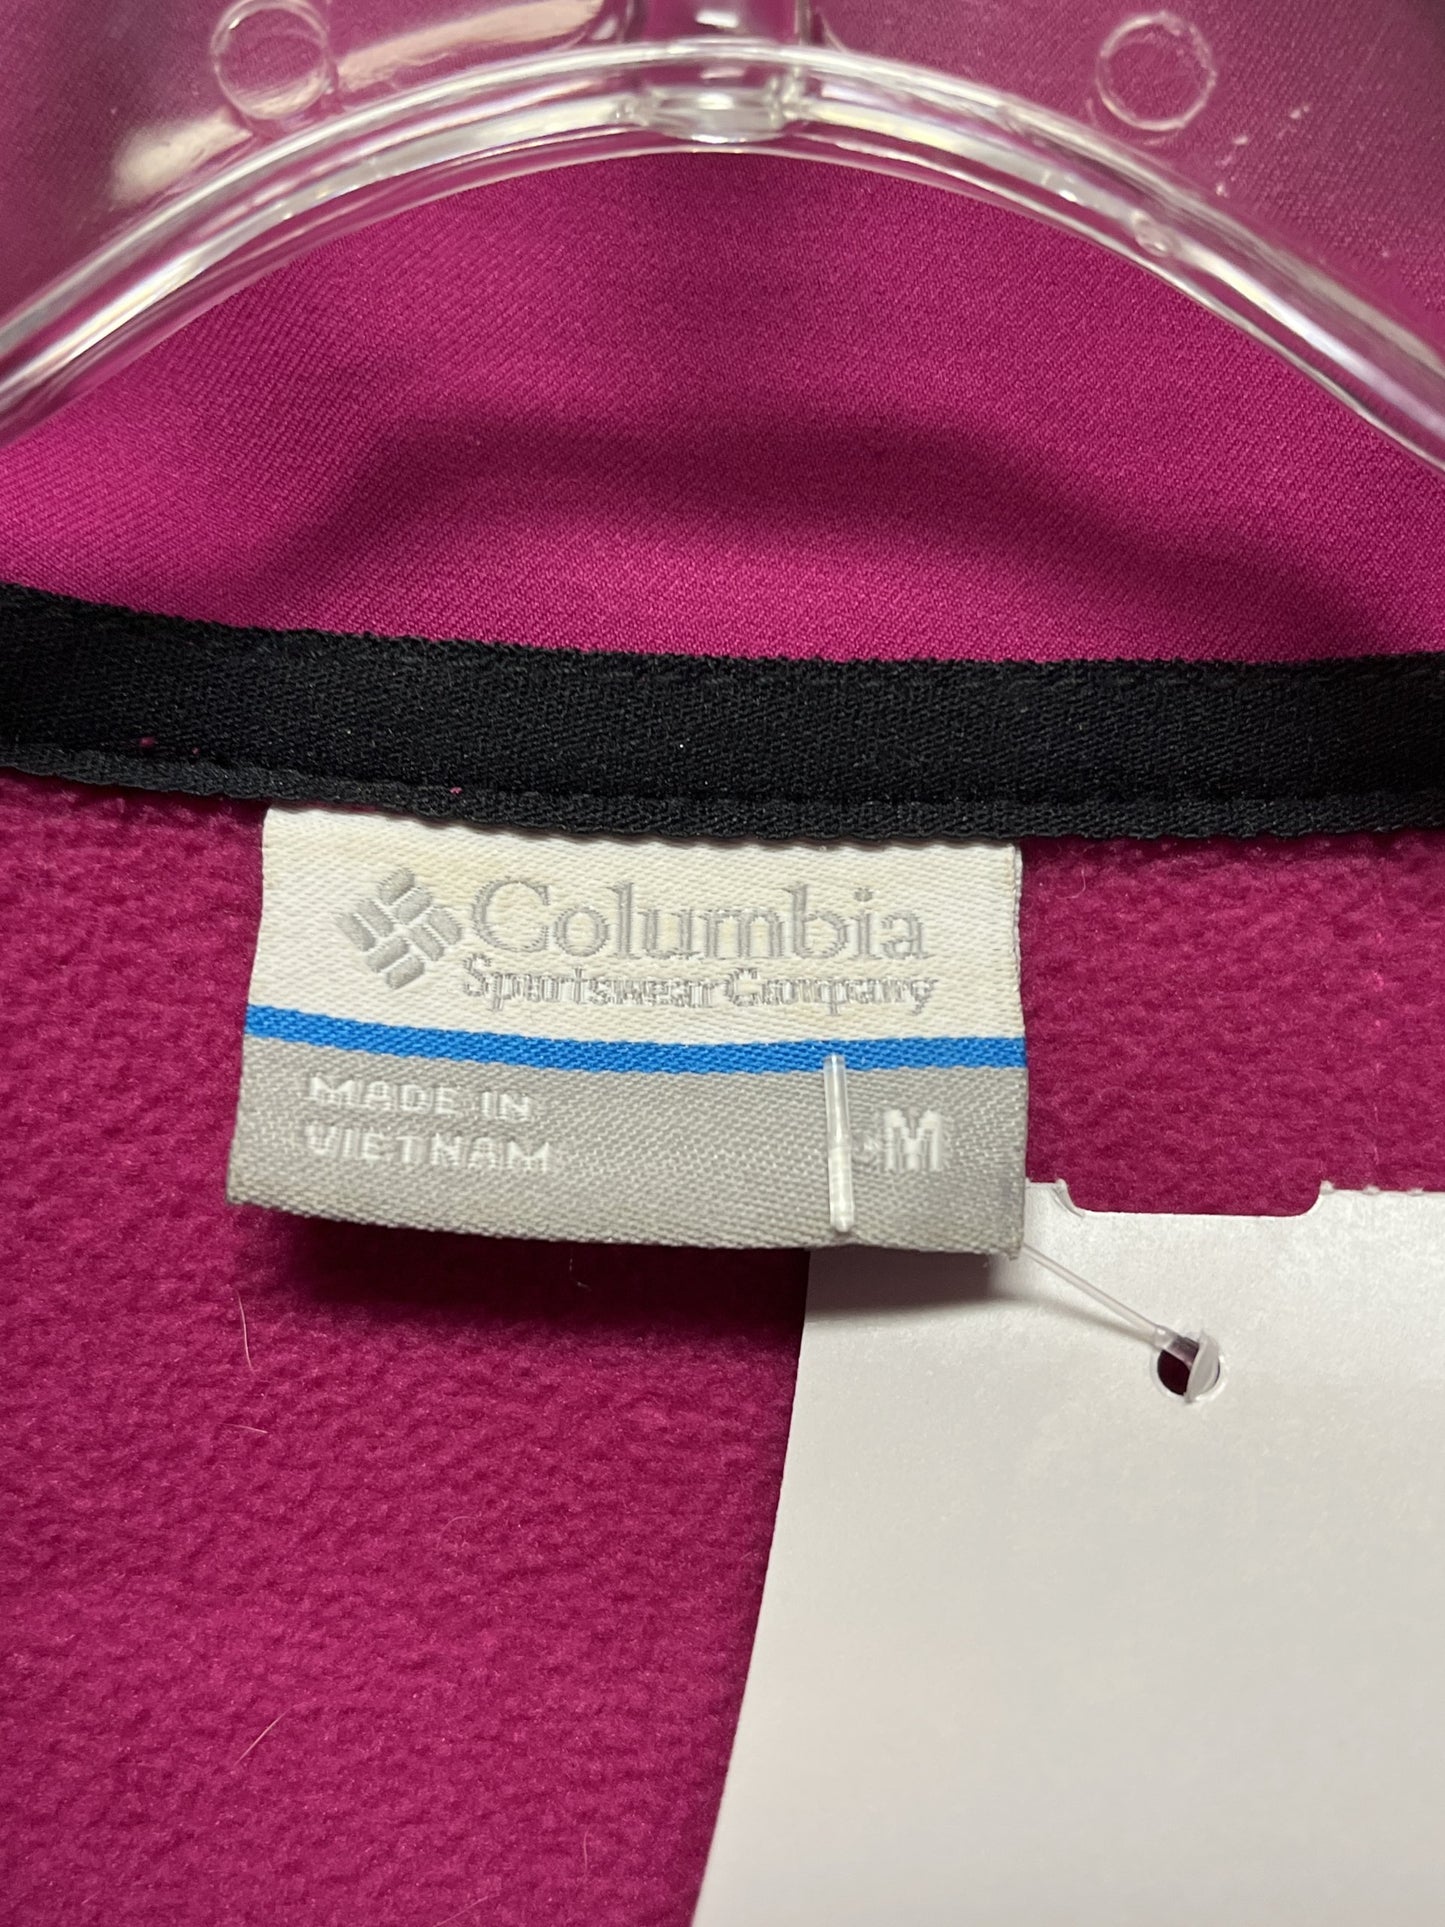 Columbia
Sportswear Company
MADE IN
VIETNAM
M